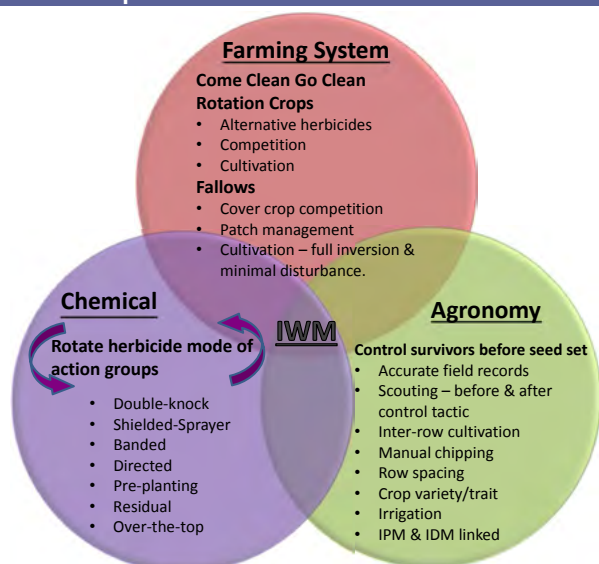 Farming System
Come Clean Go Clean
Rotation Crops
• Alternative herbicides
• Competition
• Cultivation
Fallows
• Cover crop competition
• Patch management
• Cultivation – full inversion &
minimal disturbance.
Chemical
Rotate herbicide mode of
action groups
• Double-knock
• Shielded-Sprayer
• Banded
• Directed
• Pre-planting
• Residual
• Over-the-top
IWM
Agronomy
Control survivors before seed set
• Accurate field records
• Scouting – before & after
control tactic
• Inter-row cultivation
• Manual chipping
• Row spacing
• Crop variety/trait
• Irrigation
• IPM & IDM linked